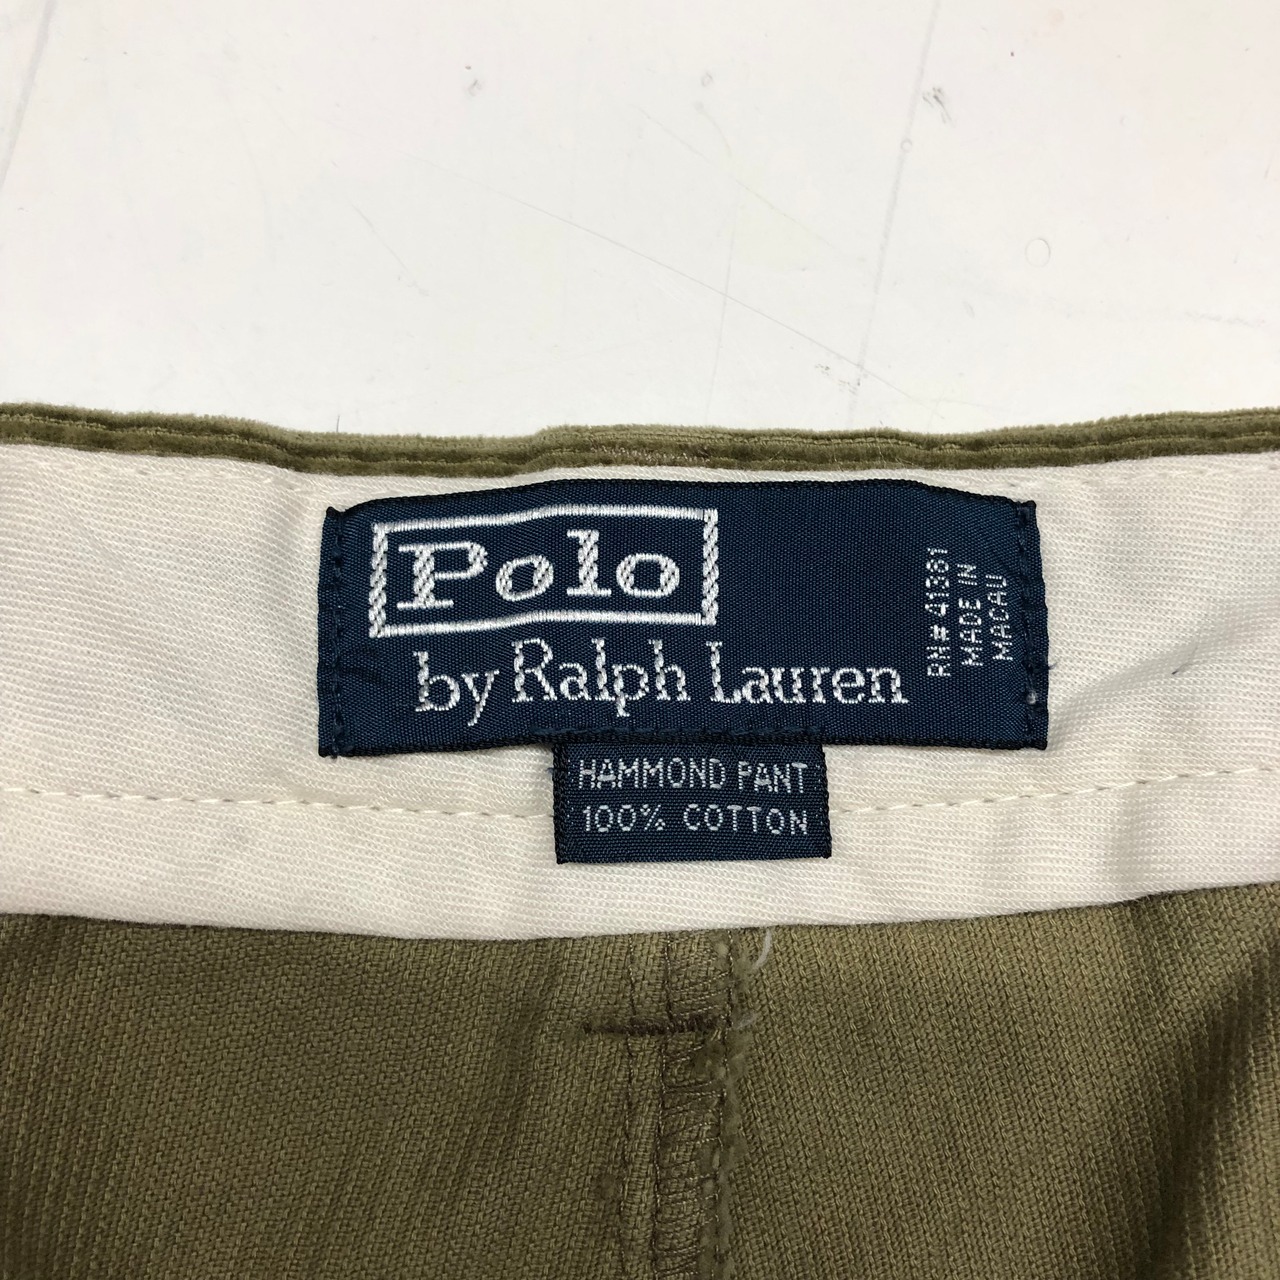 Polo
by Ralph Lauren
RN# 41381
MADE IN
MACAU
HAMMOND PANT
100% COTTON